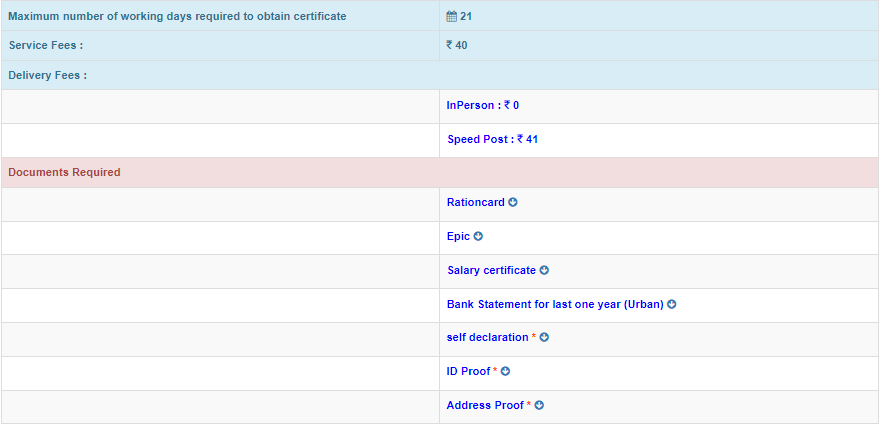 Maximum number of working days required to obtain certificate 21
Service Fees : ₹ 40
Delivery Fees :
InPerson : ₹ 0
Speed Post : ₹ 41
Documents Required
Rationcard
Epic
Salary certificate
Bank Statement for last one year (Urban)
self declaration *
ID Proof *
Address Proof *